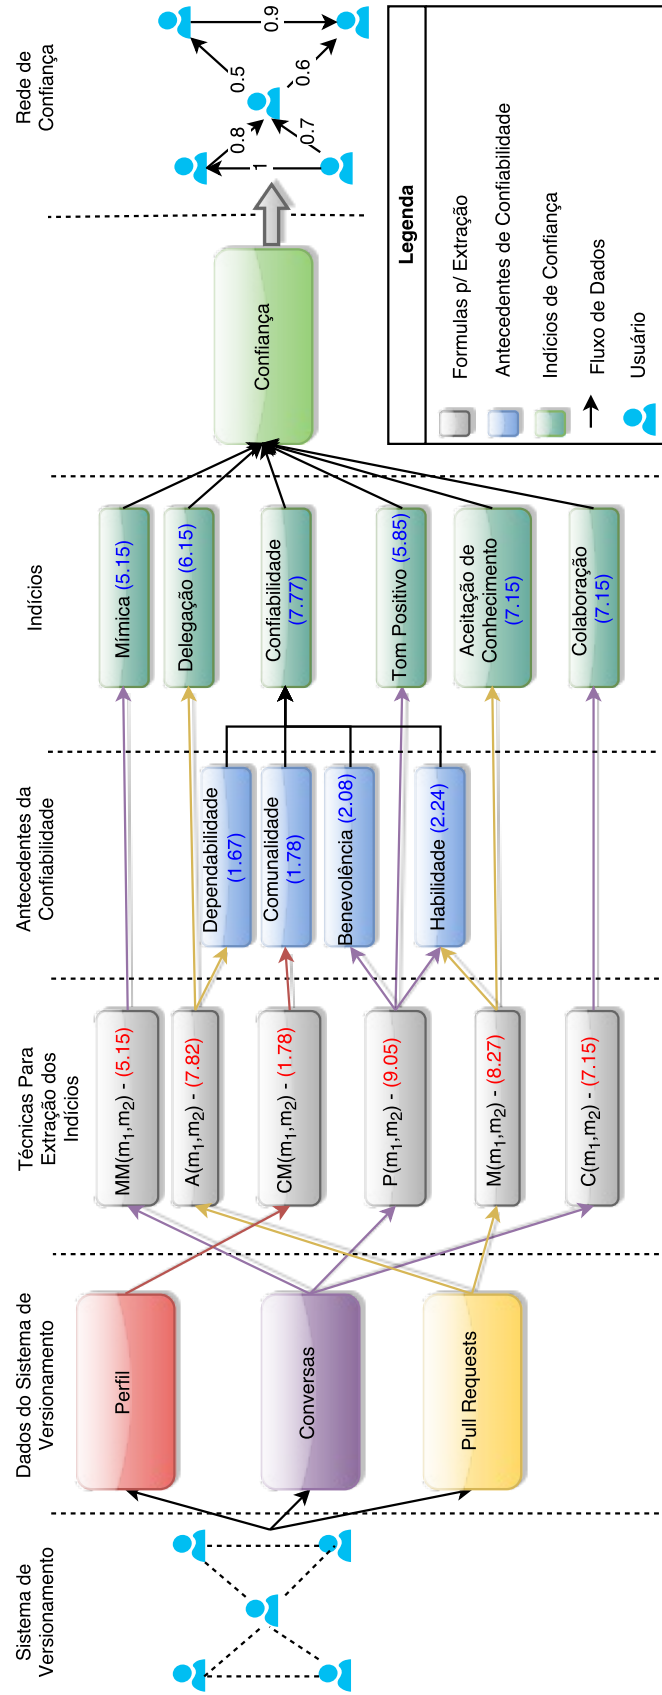 Sistema de
Versionamento
Dados do Sistema de
Versionamento
Técnicas Para
Extração dos
Indícios
Antecedentes da
Confiabilidade
Indícios
Rede de
Confiança
Perfil
Conversas
Pull Requests
MM(m1,m2) - (5.15)
A(m1,m2) - (7.82)
CM(m1,m2) - (1.78)
P(m1,m2) - (9.05)
M(m1,m2) - (8.27)
C(m1,m2) - (7.15)
Dependabilidade
(1.67)
Comunalidade
(1.78)
Benevolência (2.08)
Habilidade (2.24)
Mímica (5.15)
Delegação (6.15)
Confiabilidade
(7.77)
Tom Positivo (5.85)
Aceitação de
Conhecimento
(7.15)
Colaboração
(7.15)
Confiança
0.9
0.5
0.6
0.8
0.7
1
Legenda
Formulas p/ Extração
Antecedentes de Confiabilidade
Indícios de Confiança
Fluxo de Dados
Usuário